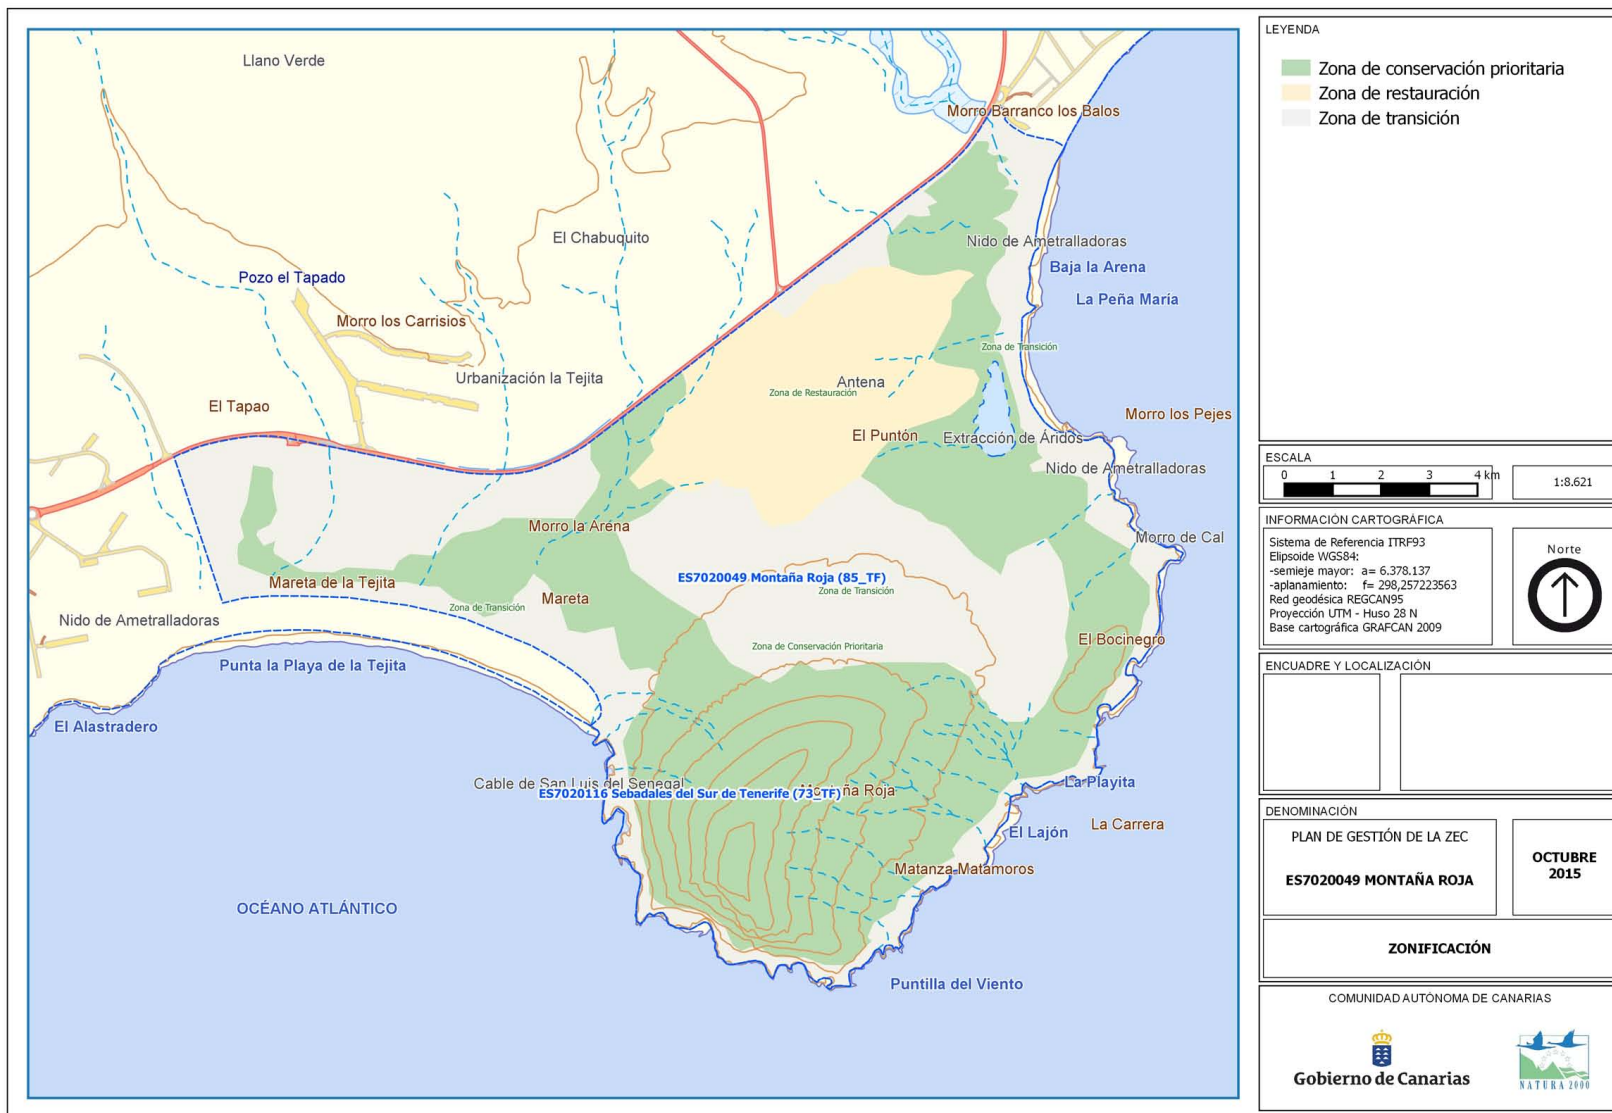 Llano Verde
Morro Barranco los Balos
El Chabuquito
Nido de Ametralladoras
Baja la Arena
Pozo el Tapado
La Peña María
Morro los Carrisios
Zona de Transición
Urbanización la Tejita
Antena
Zona de Restauración
El Tapao
Morro los Pejes
El Puntón
Extracción de Áridos
Nido de Ametralladoras
Morro la Aréna
Morro de Cal
ES7020049 Montaña Roja (85_TF)
Mareta de la Tejita
Zona de Transición
Mareta
Zona de Transición
Nido de Ametralladoras
El Bocinegro
Zona de Conservación Prioritaria
Punta la Playa de la Tejita
El Alastradero
Cable de San Luis del Senegal
La Playita
ES7020116 Sebadales del Sur de Tenerife (73_TF)
Montaña Roja
La Carrera
El Lajón
Matanza Matamoros
OCÉANO ATLÁNTICO
Puntilla del Viento
LEYENDA
Zona de conservación prioritaria
Zona de restauración
Zona de transición
ESCALA
0 1 2 3 4 km
1:8.621
INFORMACIÓN CARTOGRÁFICA
Sistema de Referencia ITRF93
Elipsoide WGS84:
-semieje mayor: a= 6.378.137
-aplanamiento: f= 298,257223563
Red geodésica REGCAN95
Proyección UTM - Huso 28 N
Base cartográfica GRAFCAN 2009
Norte
ENCUADRE Y LOCALIZACIÓN
DENOMINACIÓN
PLAN DE GESTIÓN DE LA ZEC
ES7020049 MONTAÑA ROJA
OCTUBRE
2015
ZONIFICACIÓN
COMUNIDAD AUTÓNOMA DE CANARIAS
Gobierno de Canarias
NATURA 2000